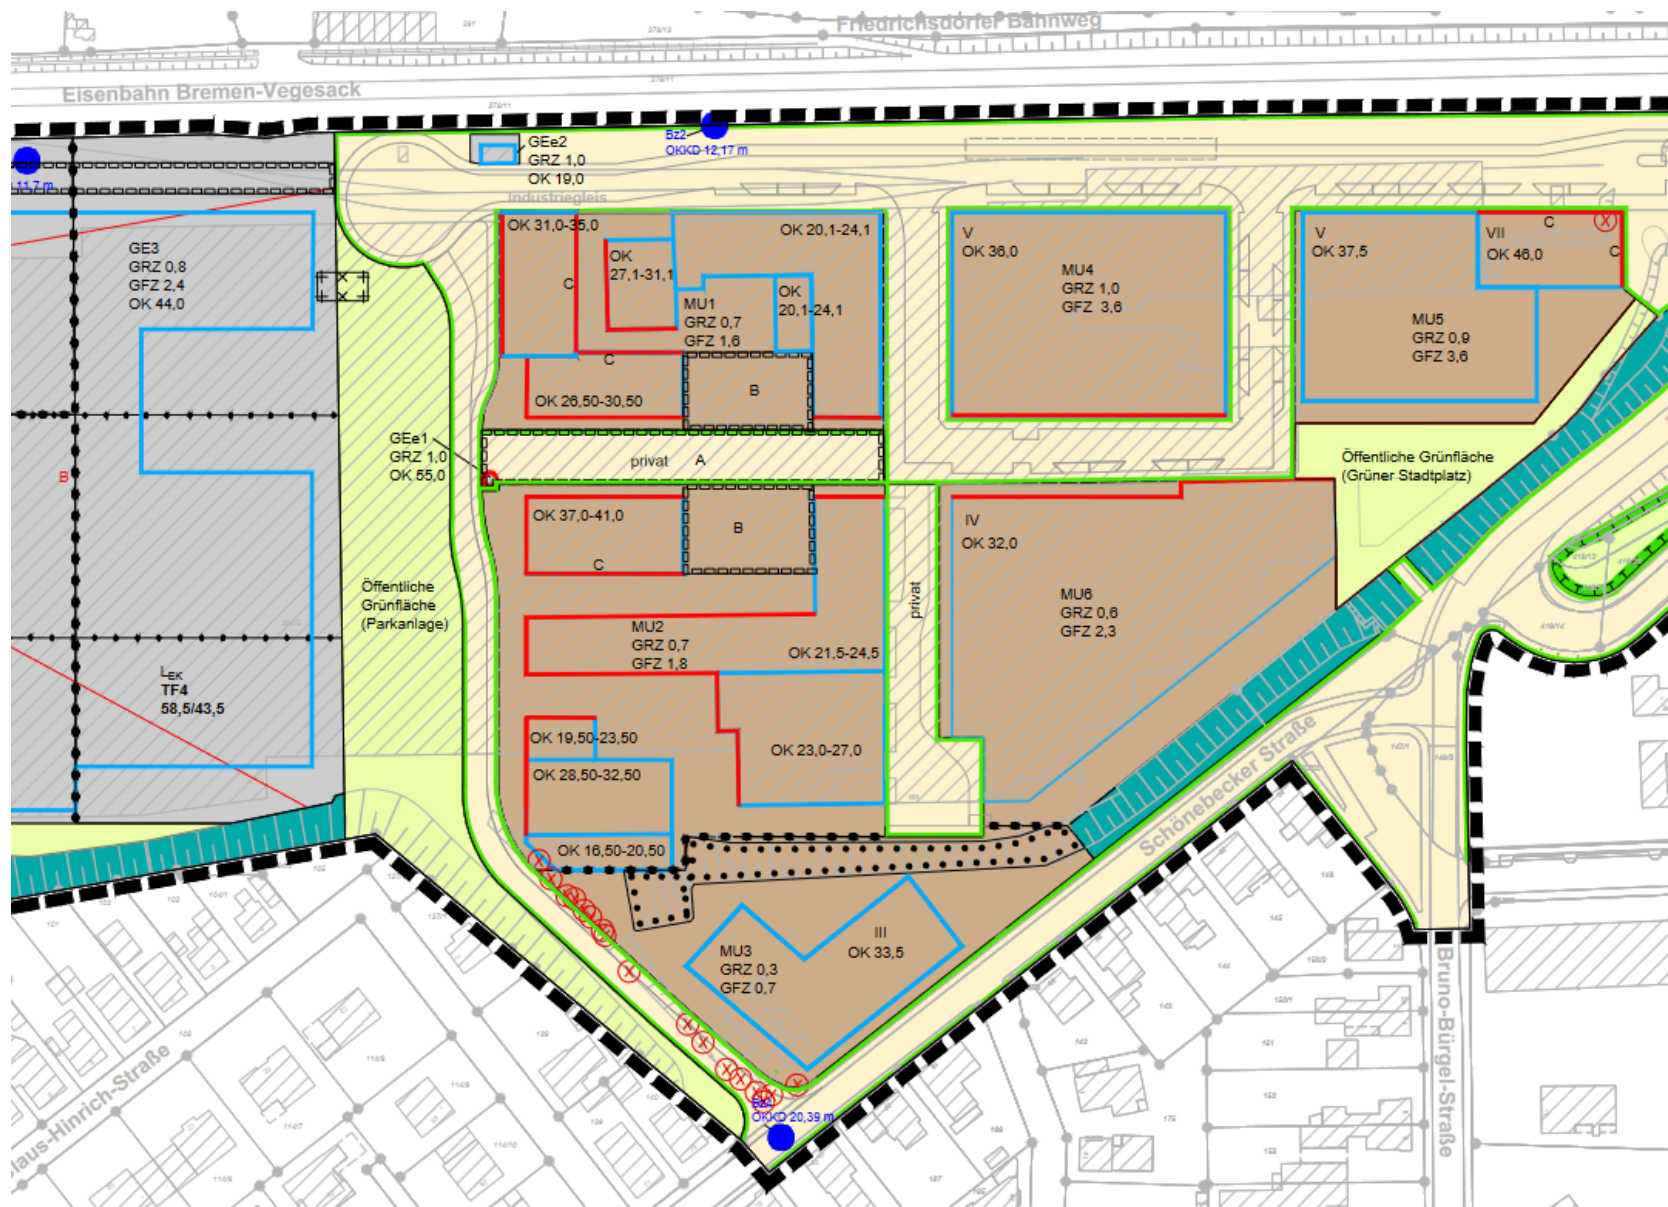 Friedrichsdorfer Bahnweg
Eisenbahn Bremen-Vegesack
Bz2
OKKD 12,17 m
11,7 m
GEe2
GRZ 1,0
OK 19,0
Industriegleis
GE3
GRZ 0,8
GFZ 2,4
OK 44,0
OK 31,0-35,0
OK 20,1-24,1
OK
27,1-31,1
C
MU1
GRZ 0,7
GFZ 1,6
OK
20,1-24,1
C
OK 26,50-30,50
B
V
OK 36,0
MU4
GRZ 1,0
GFZ 3,6
V
OK 37,5
VII
OK 46,0
C
C
MU5
GRZ 0,9
GFZ 3,6
GEe1
GRZ 1,0
OK 55,0
privat A
B
Öffentliche Grünfläche
(Grüner Stadtplatz)
OK 37,0-41,0
B
C
IV
OK 32,0
Öffentliche
Grünfläche
(Parkanlage)
privat
MU6
GRZ 0,6
GFZ 2,3
MU2
GRZ 0,7
GFZ 1,8
OK 21,5-24,5
LEK
TF4
58,5/43,5
OK 19,50-23,50
OK 23,0-27,0
OK 28,50-32,50
OK 16,50-20,50
Schönebecker Straße
MU3
GRZ 0,3
GFZ 0,7
III
OK 33,5
OKKD 20,39 m
laus-Hinrich-Straße
Bruno-Bürgel-Straße